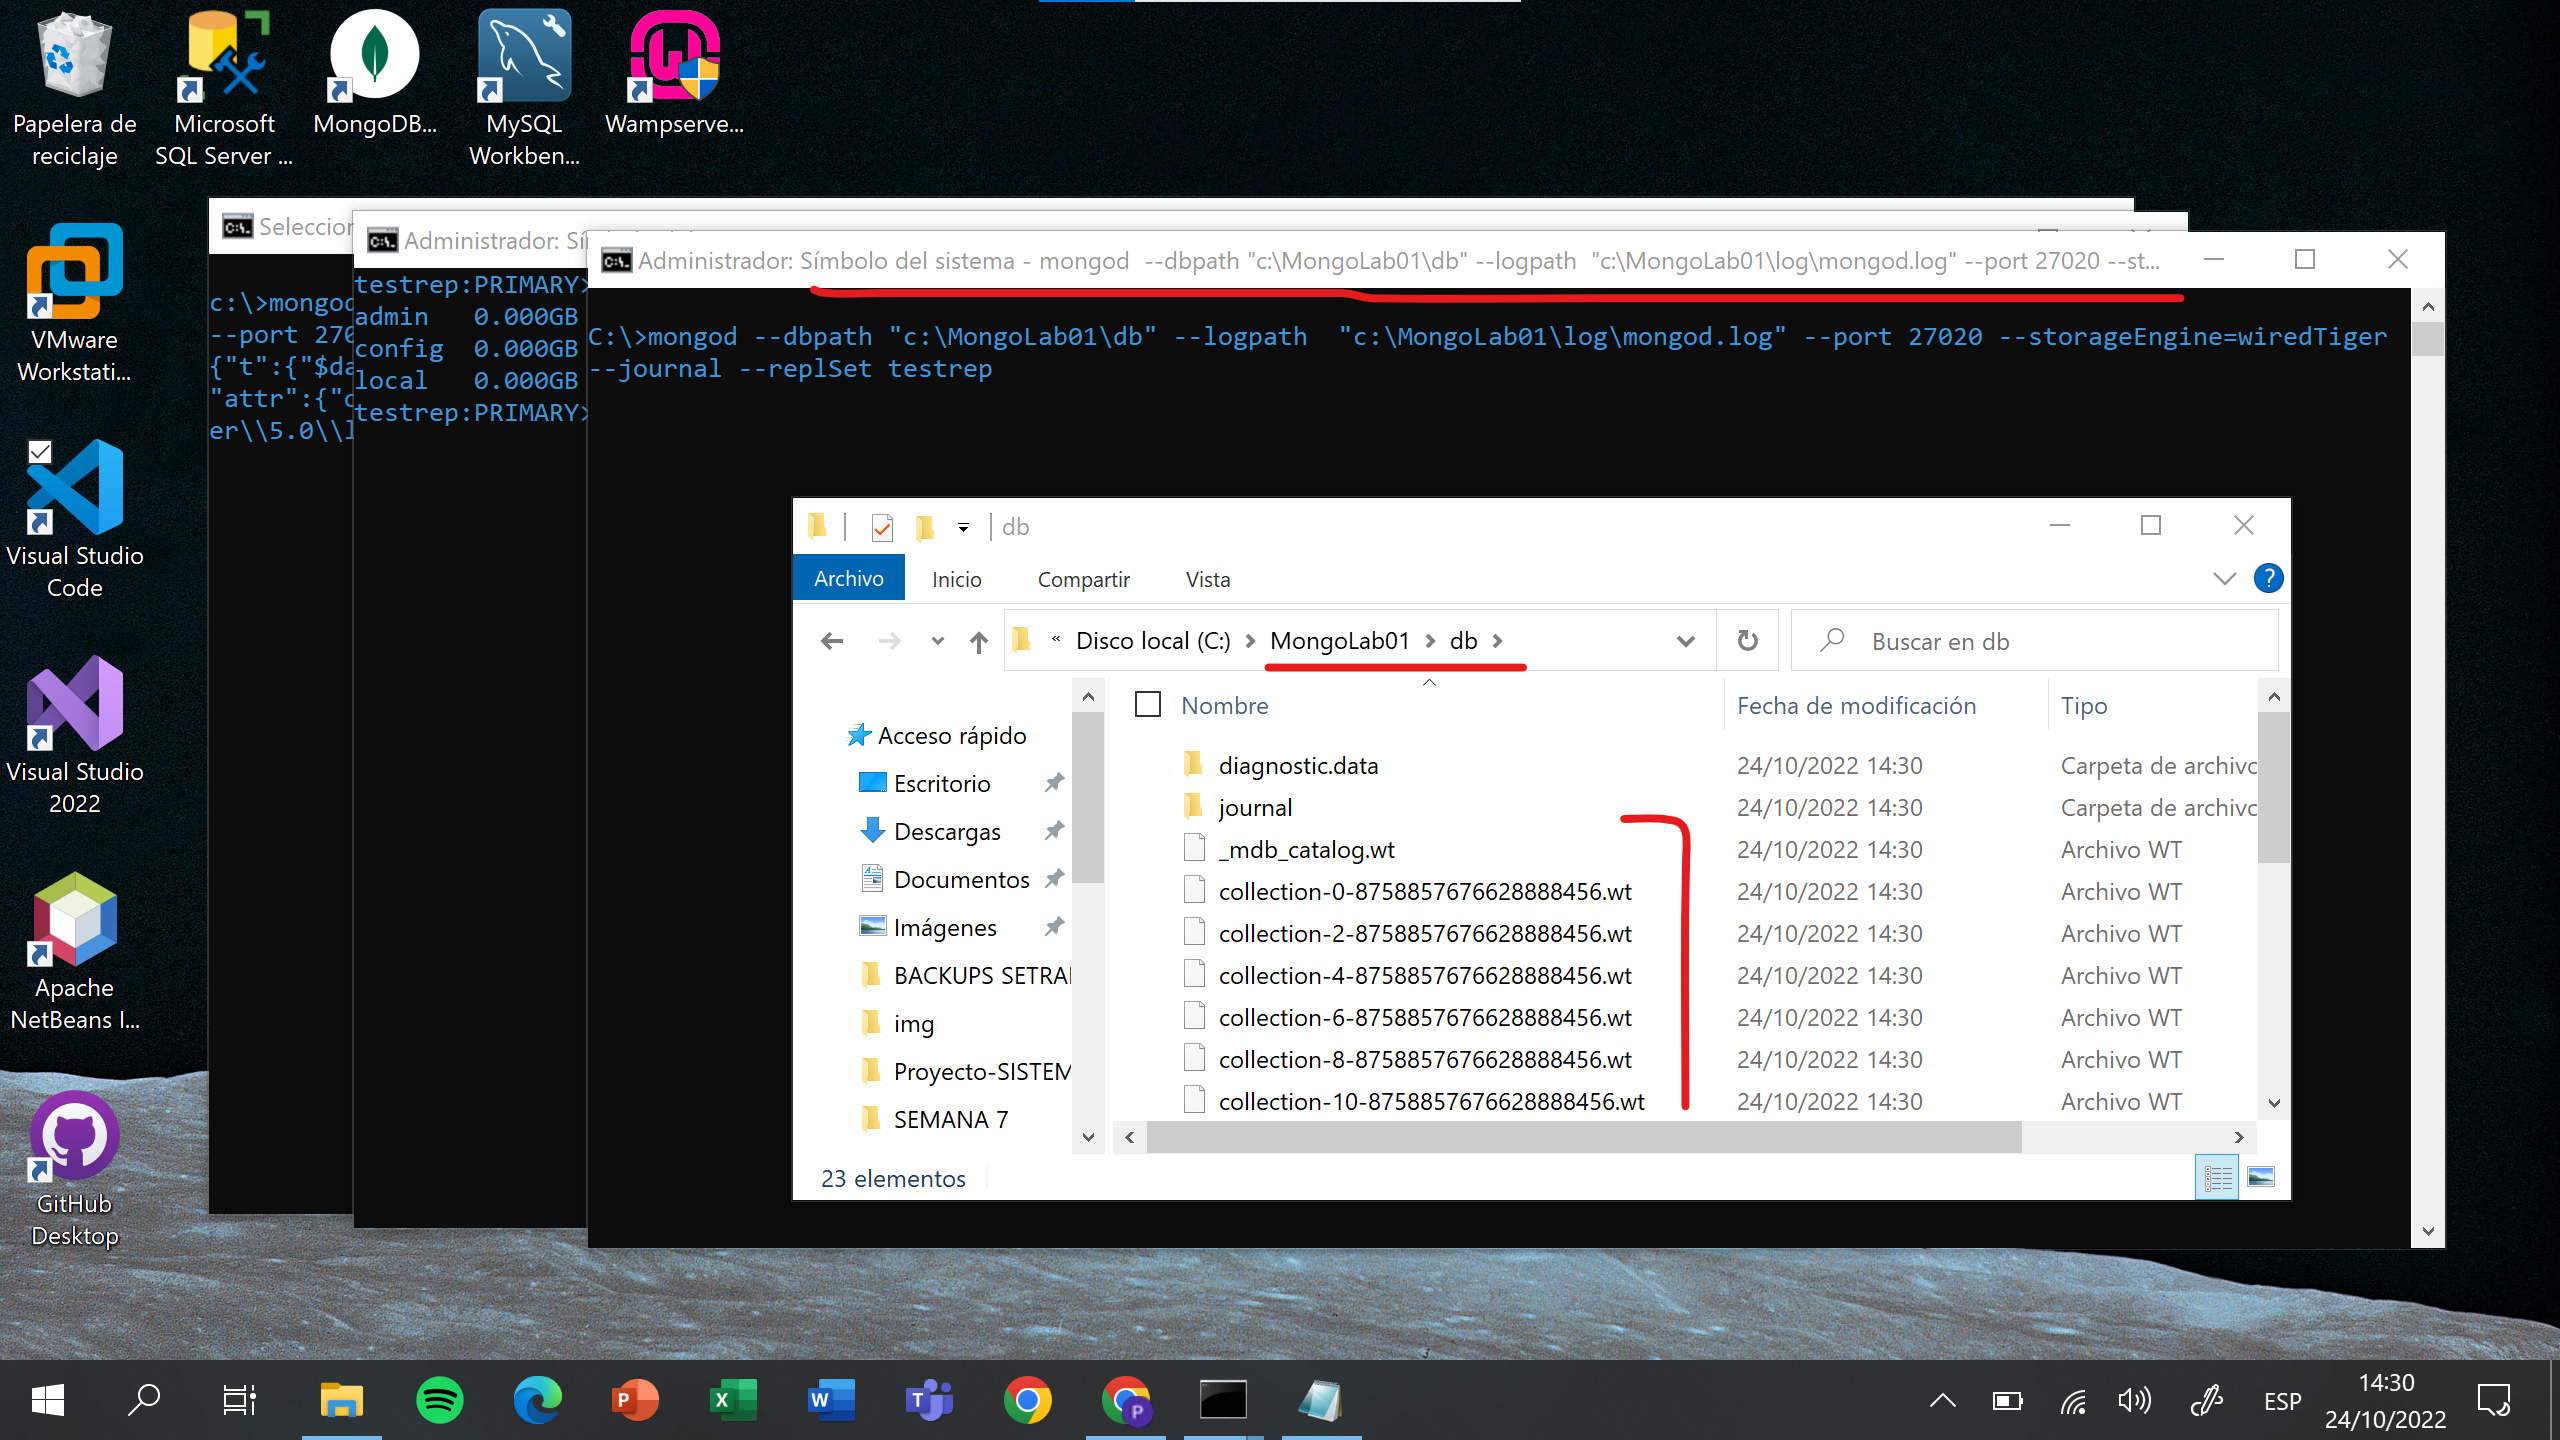 Papelera de
reciclaje
Microsoft
SQL Server ...
MongoDB...
MySQL
Workben...
Wampserve...
VMware
Workstati...
Visual Studio
Code
Visual Studio
2022
Apache
NetBeans I...
GitHub
Desktop
Seleccion
c:\>mongod
--port 270
{"t":{"$da
"attr":{"c
er\\5.0\\l
Administrador: Sí
testrep:PRIMARY>
admin 0.000GB
config 0.000GB
local 0.000GB
testrep:PRIMARY>
Administrador: Símbolo del sistema - mongod --dbpath "c:\MongoLab01\db" --logpath "c:\MongoLab01\log\mongod.log" --port 27020 --st...
C:\>mongod --dbpath "c:\MongoLab01\db" --logpath "c:\MongoLab01\log\mongod.log" --port 27020 --storageEngine=wiredTiger
--journal --replSet testrep
db
Archivo Inicio Compartir Vista
« Disco local (C:) MongoLab01 db
Buscar en db
Acceso rápido
Escritorio
Descargas
Documentos
Imágenes
BACKUPS SETRA
img
Proyecto-SISTEM
SEMANA 7
Nombre Fecha de modificación Tipo
diagnostic.data 24/10/2022 14:30 Carpeta de archivo
journal 24/10/2022 14:30 Carpeta de archivo
_mdb_catalog.wt 24/10/2022 14:30 Archivo WT
collection-0-8758857676628888456.wt 24/10/2022 14:30 Archivo WT
collection-2-8758857676628888456.wt 24/10/2022 14:30 Archivo WT
collection-4-8758857676628888456.wt 24/10/2022 14:30 Archivo WT
collection-6-8758857676628888456.wt 24/10/2022 14:30 Archivo WT
collection-8-8758857676628888456.wt 24/10/2022 14:30 Archivo WT
collection-10-8758857676628888456.wt 24/10/2022 14:30 Archivo WT
23 elementos
ESP
14:30
24/10/2022